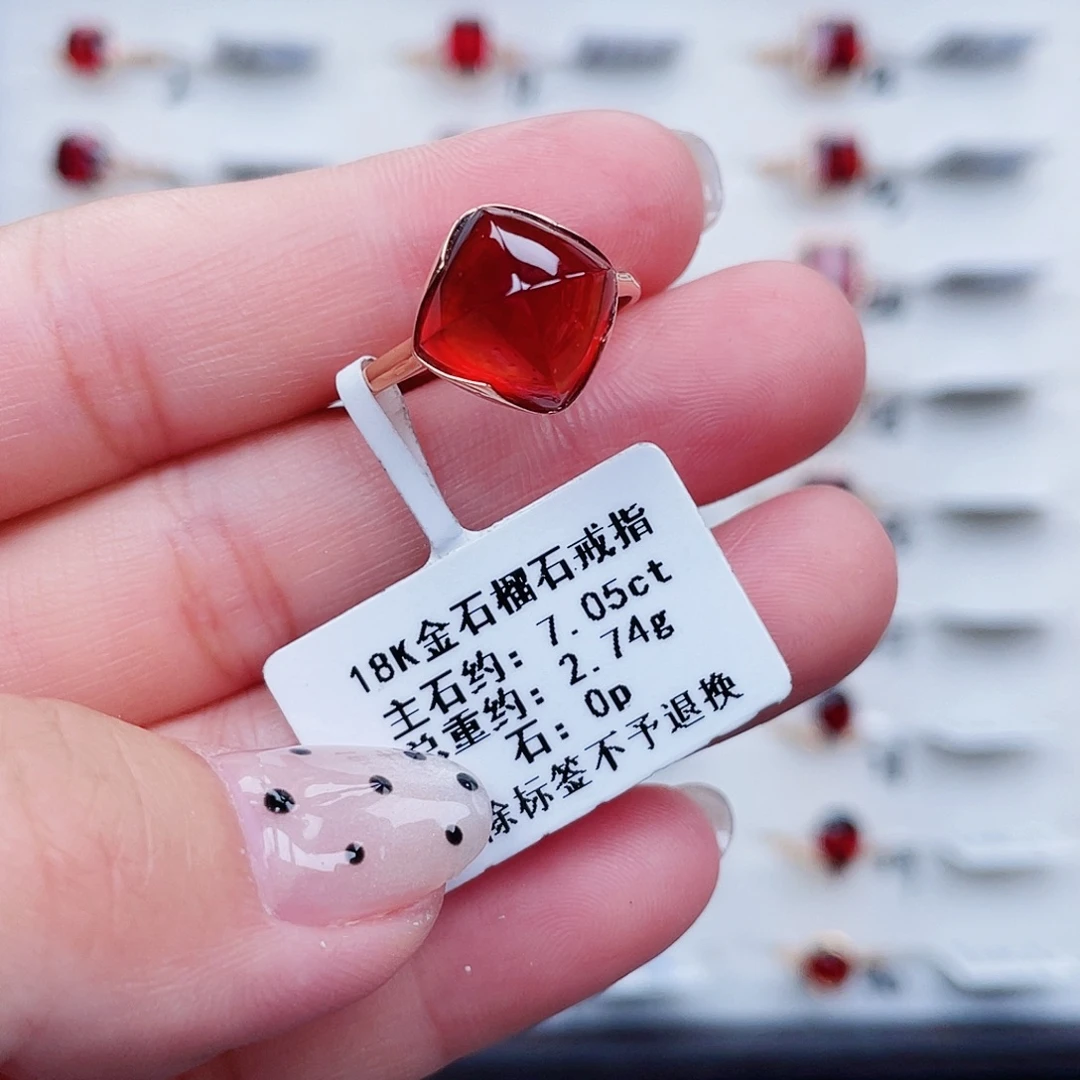 18K金石榴石戒指
主石约: 7.05ct
总重约: 2.74g
石: 0p
除标签不予退换